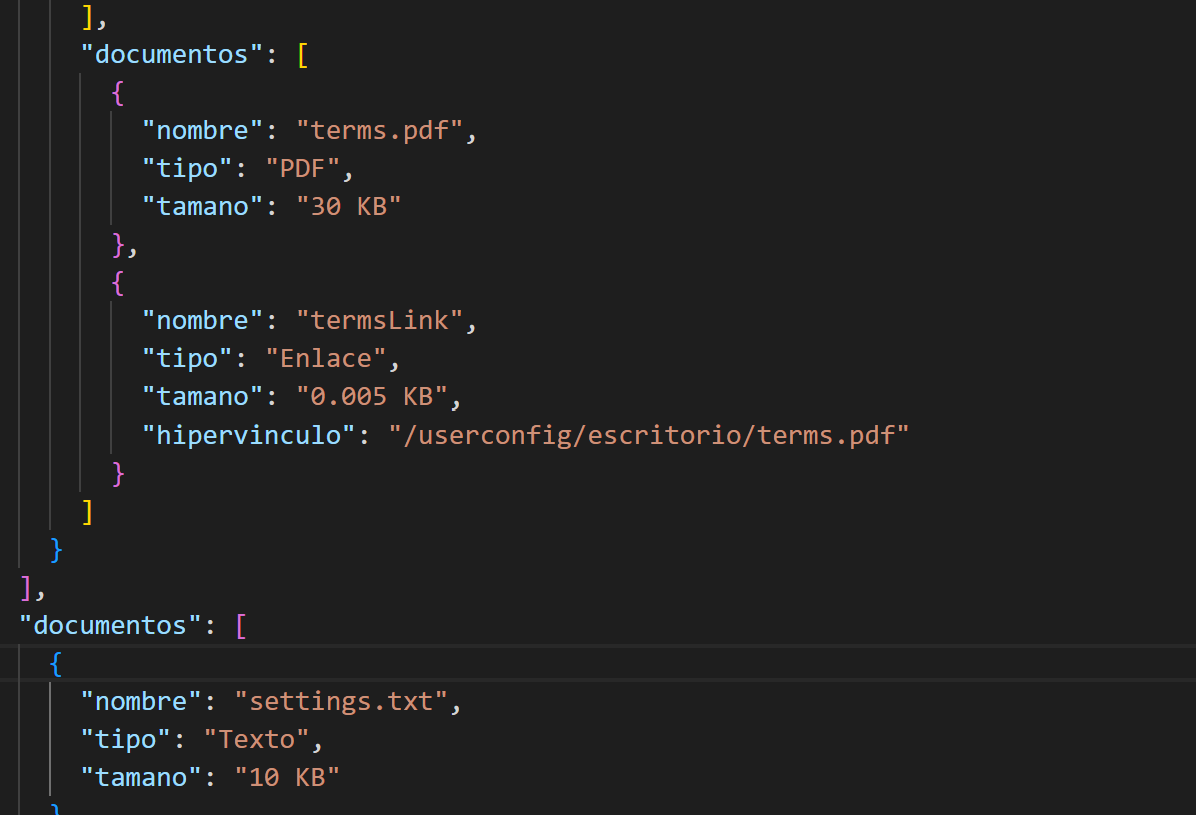 ],
"documentos": [
{
"nombre": "terms.pdf",
"tipo": "PDF",
"tamano": "30 KB"
},
{
"nombre": "termsLink",
"tipo": "Enlace",
"tamano": "0.005 KB",
"hipervinculo": "/userconfig/escritorio/terms.pdf"
}
]
}
],
"documentos": [
{
"nombre": "settings.txt",
"tipo": "Texto",
"tamano": "10 KB"
}